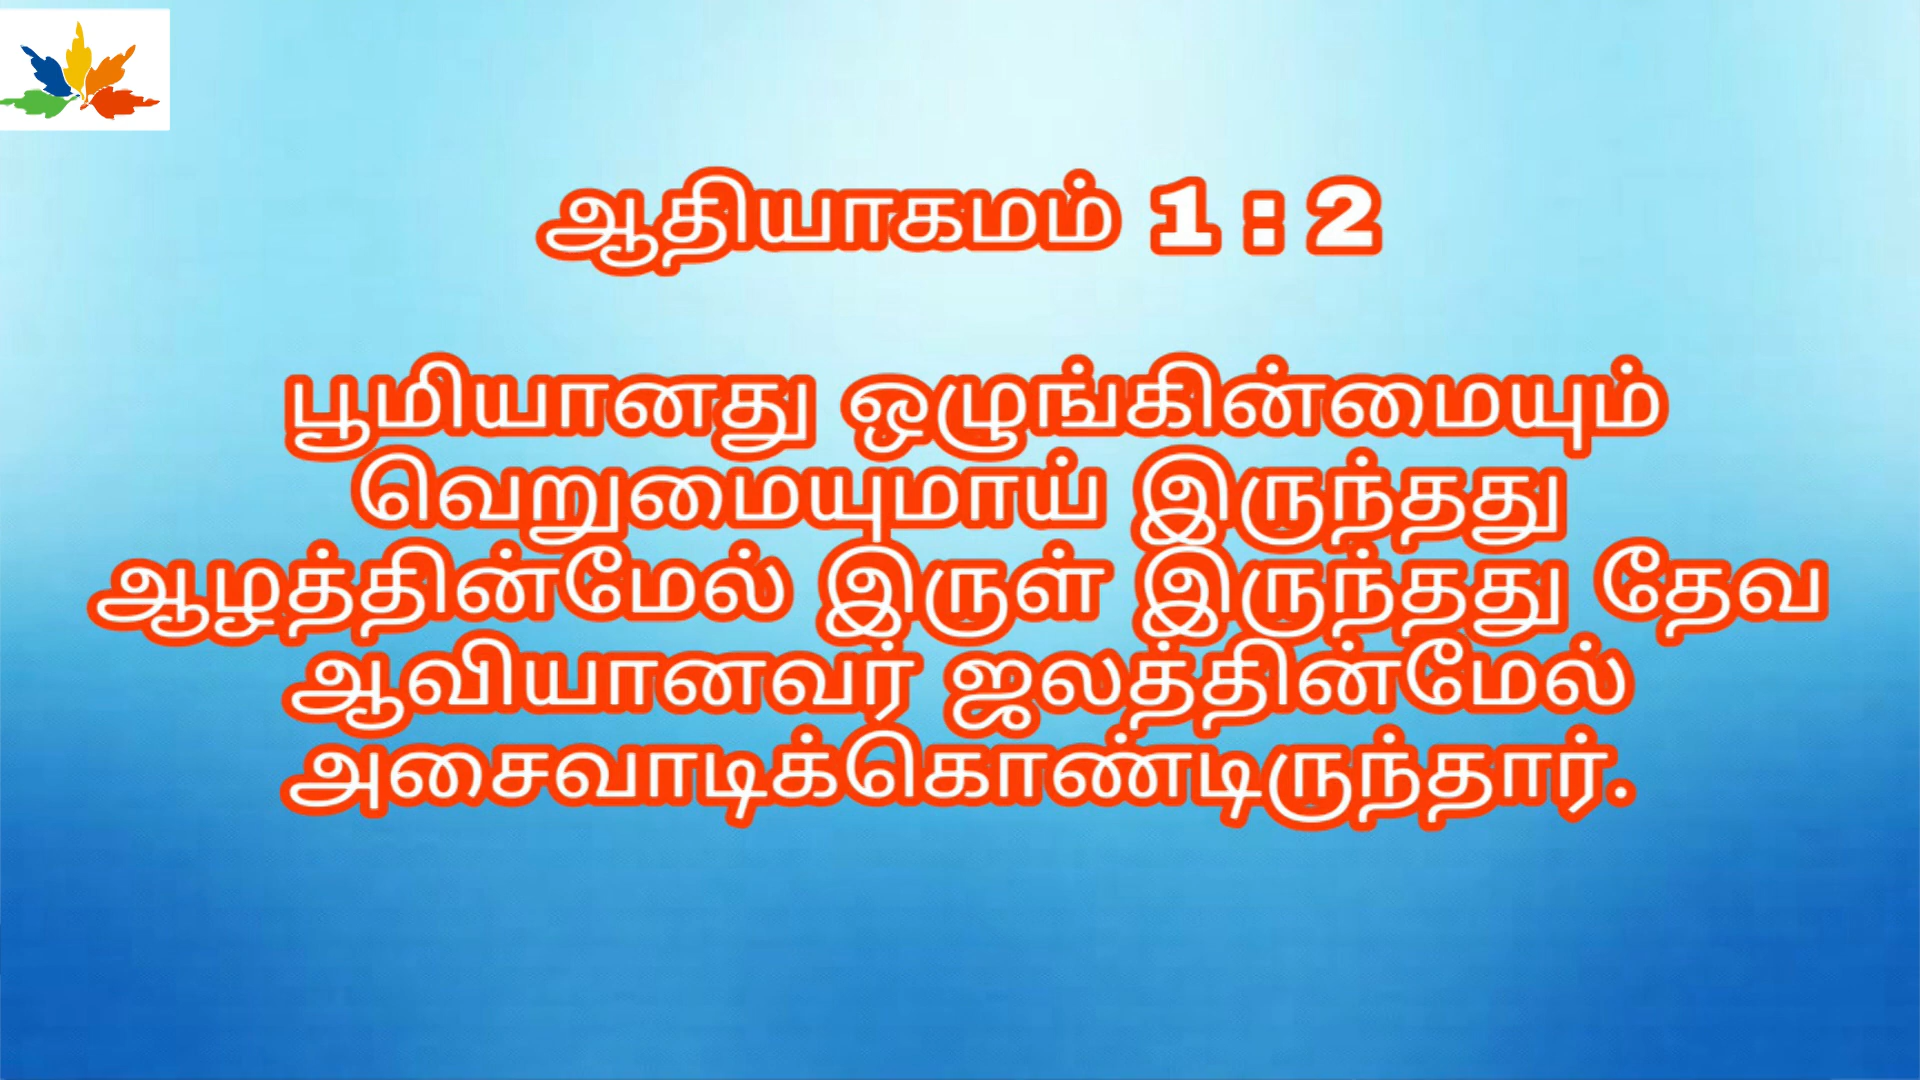 ஆதியாகமம் 1 : 2
பூமியானது ஒழுங்கின்மையும்
வெறுமையுமாய் இருந்தது
ஆழத்தின்மேல் இருள் இருந்தது தேவ
ஆவியானவர் ஜலத்தின்மேல்
அசைவாடிக்கொண்டிருந்தார்.